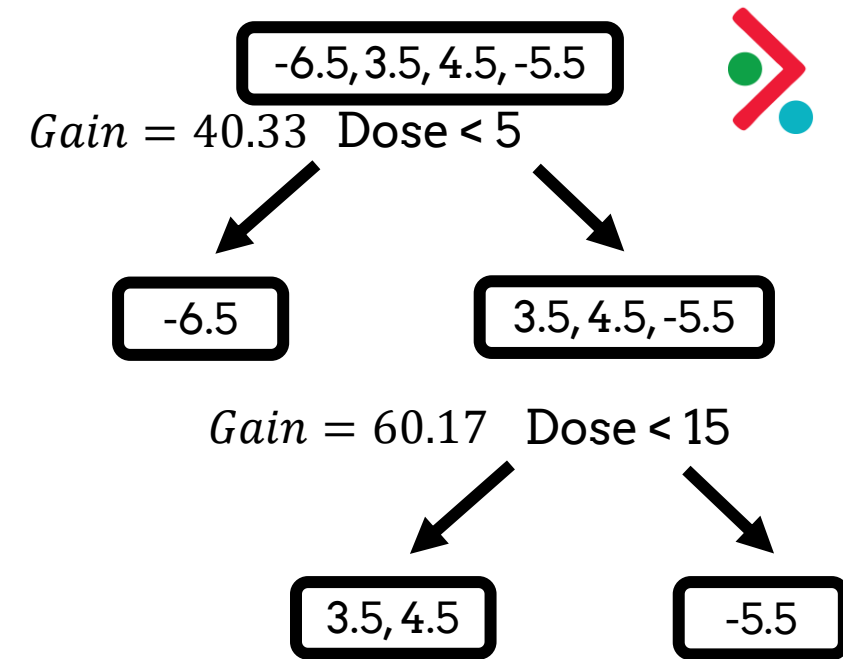 -6.5, 3.5, 4.5, -5.5
Gain = 40.33 Dose < 5
-6.5
3.5, 4.5, -5.5
Gain = 60.17 Dose < 15
3.5, 4.5
-5.5